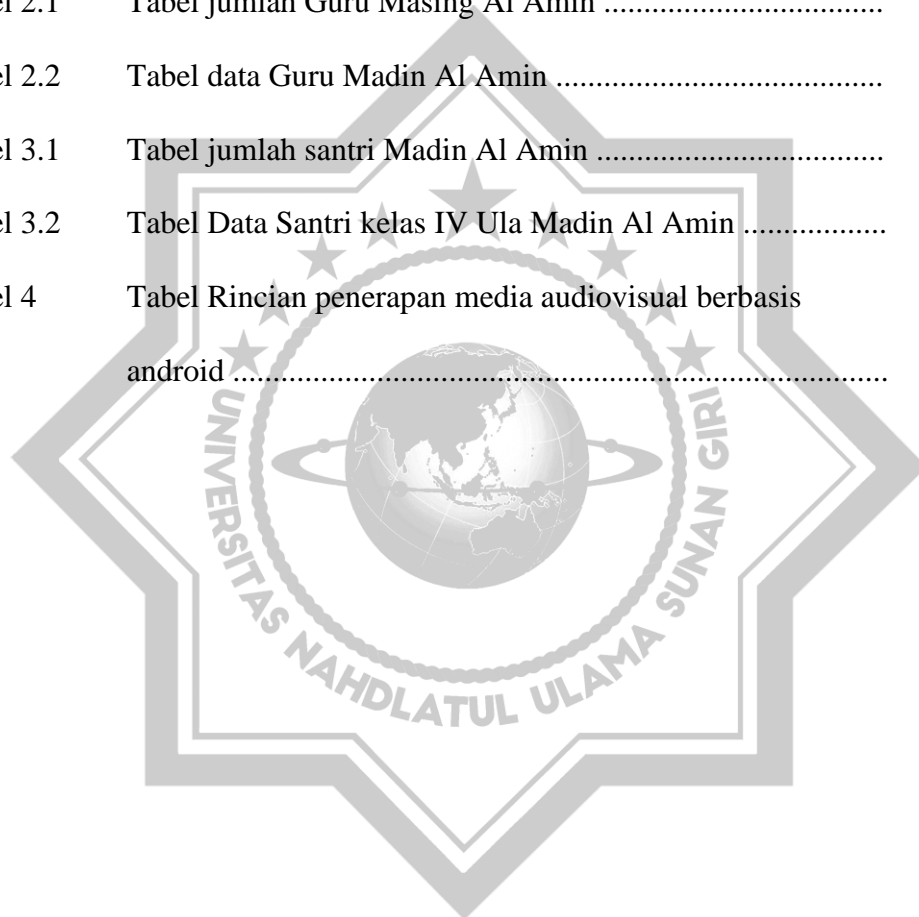 el 2.1 Tabel jumlah Guru Masing Al Amin ...................................
el 2.2 Tabel data Guru Madin Al Amin .........................................
el 3.1 Tabel jumlah santri Madin Al Amin ....................................
el 3.2 Tabel Data Santri kelas IV Ula Madin Al Amin ..................
el 4 Tabel Rincian penerapan media audiovisual berbasis
android ..................................................................................
UNIVERSITAS NAHDLATUL ULAMA SUNAN GIRI